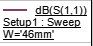 dB(S(1,1))
Setup1 : Sweep
W='46mm'